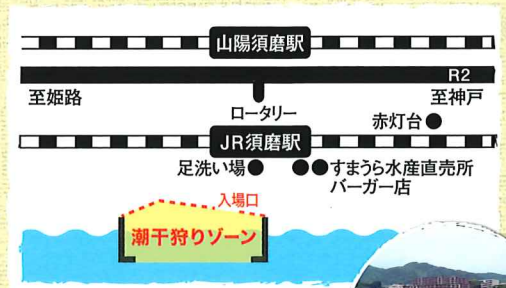 山陽須磨駅
R2
至姫路
至神戸
ロータリー
赤灯台
JR須磨駅
足洗い場
すまうら水産直売所
バーガー店
入場口
潮干狩りゾーン